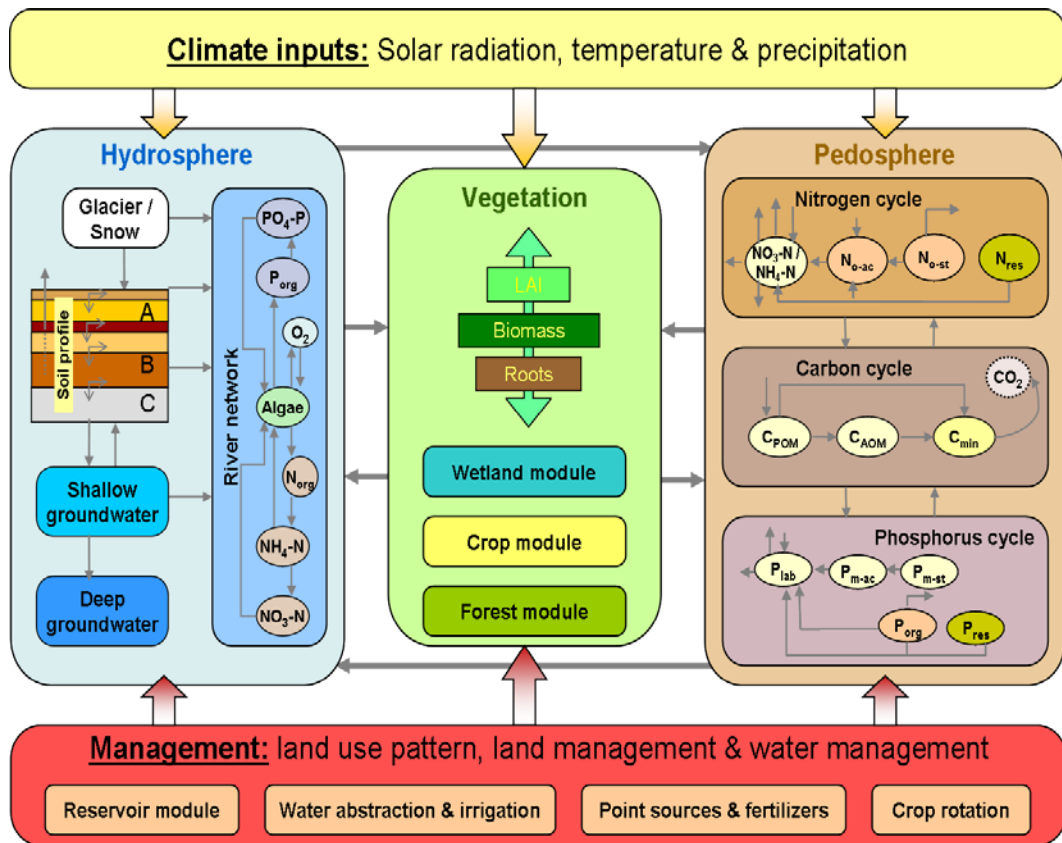 Climate inputs: Solar radiation, temperature & precipitation
Hydrosphere
Glacier /
Snow
Soil profile
A
B
C
Shallow
groundwater
Deep
groundwater
River network
PO4-P
Porg
O2
Algae
Norg
NH4-N
NO3-N
Vegetation
LAI
Biomass
Roots
Wetland module
Crop module
Forest module
Pedosphere
Nitrogen cycle
NO3-N /
NH4-N
No-ac
No-st
Nres
Carbon cycle
CO2
CPOM
CAOM
Cmin
Phosphorus cycle
Plab
Pm-ac
Pm-st
Porg
Pres
Management: land use pattern, land management & water management
Reservoir module
Water abstraction & irrigation
Point sources & fertilizers
Crop rotation